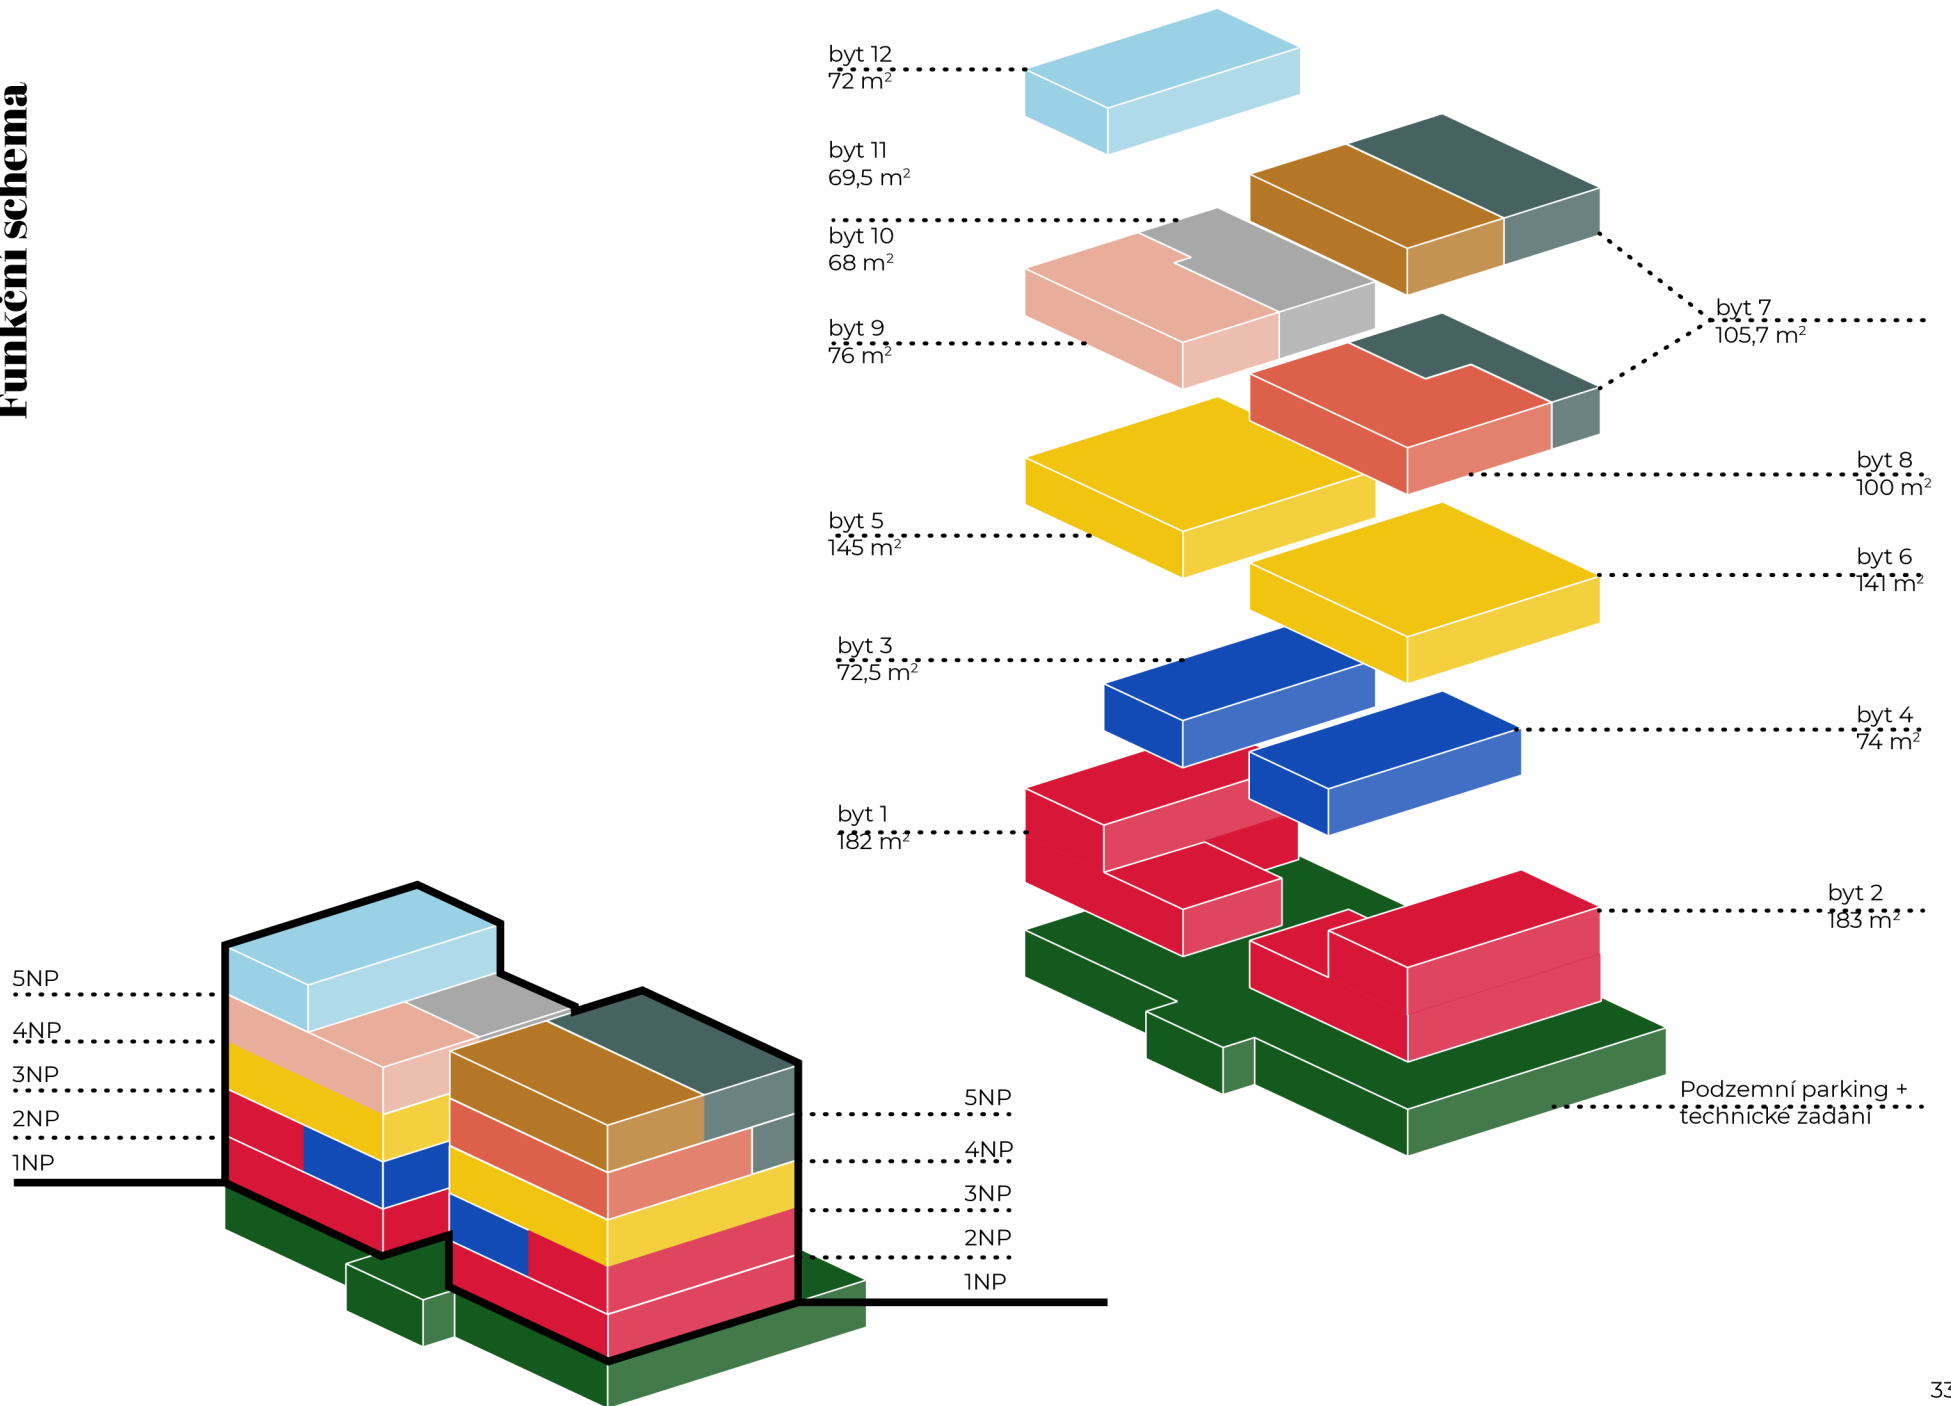 Funkční schema
byt 12
72 m²
byt 11
69,5 m²
byt 10
68 m²
byt 9
76 m²
byt 7
105,7 m²
byt 8
100 m²
byt 5
145 m²
byt 6
141 m²
byt 3
72,5 m²
byt 4
74 m²
byt 1
182 m²
byt 2
183 m²
Podzemní parking +
technické zádání
5NP
4NP
3NP
2NP
1NP
5NP
4NP
3NP
2NP
1NP
33